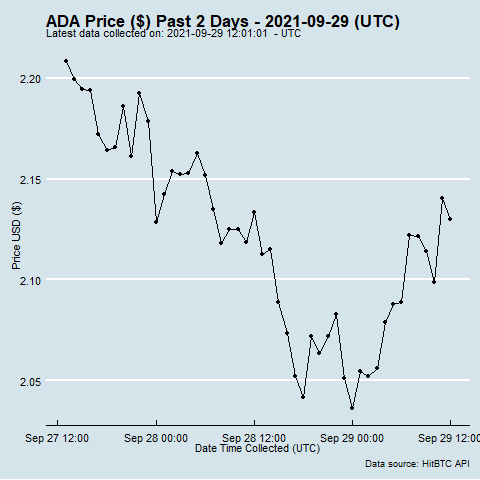 ADA Price ($) Past 2 Days - 2021-09-29 (UTC)
Latest data collected on: 2021-09-29 12:01:01 - UTC
2.20
2.15
2.10
2.05
Price USD ($)
Sep 27 12:00 Sep 28 00:00 Sep 28 12:00 Sep 29 00:00 Sep 29 12:00
Date Time Collected (UTC)
Data source: HitBTC API